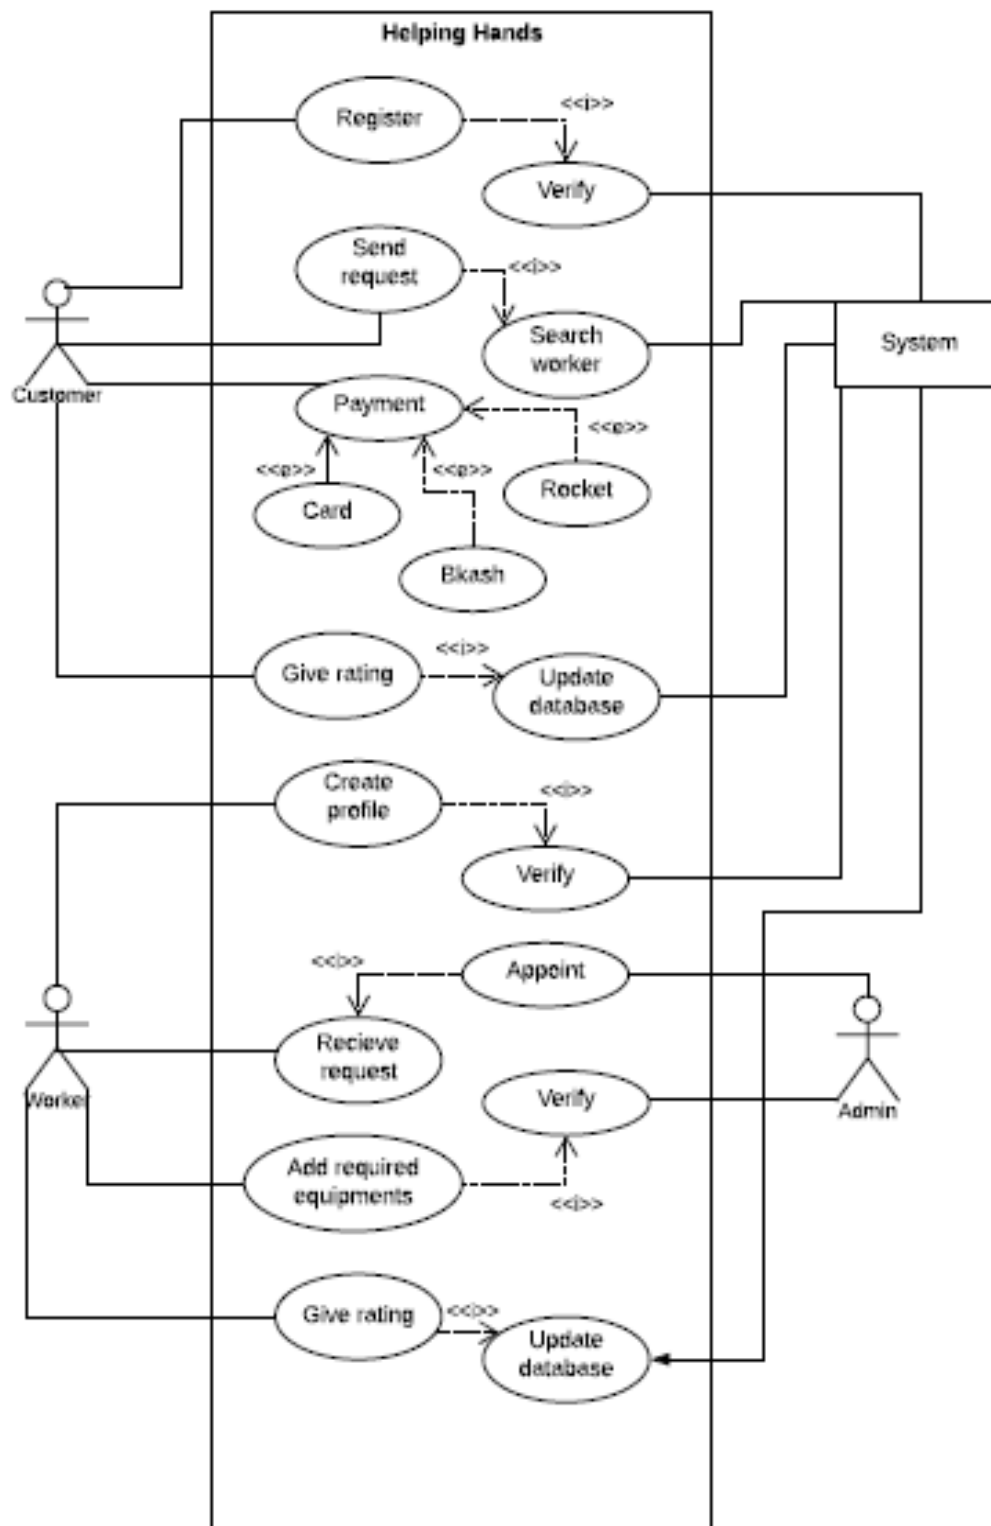 Helping Hands
Register
<<i>>
Verify
Send
request
<<i>>
Search
worker
System
Customer
Payment
<<e>>
<<e>>
<<e>>
Rocket
Card
Bkash
Give rating
<<i>>
Update
database
Create
profile
<<i>>
Verify
<<i>>
Appoint
Recieve
request
Worker
Verify
Admin
Add required
equipments
<<i>>
Give rating
<<i>>
Update
database